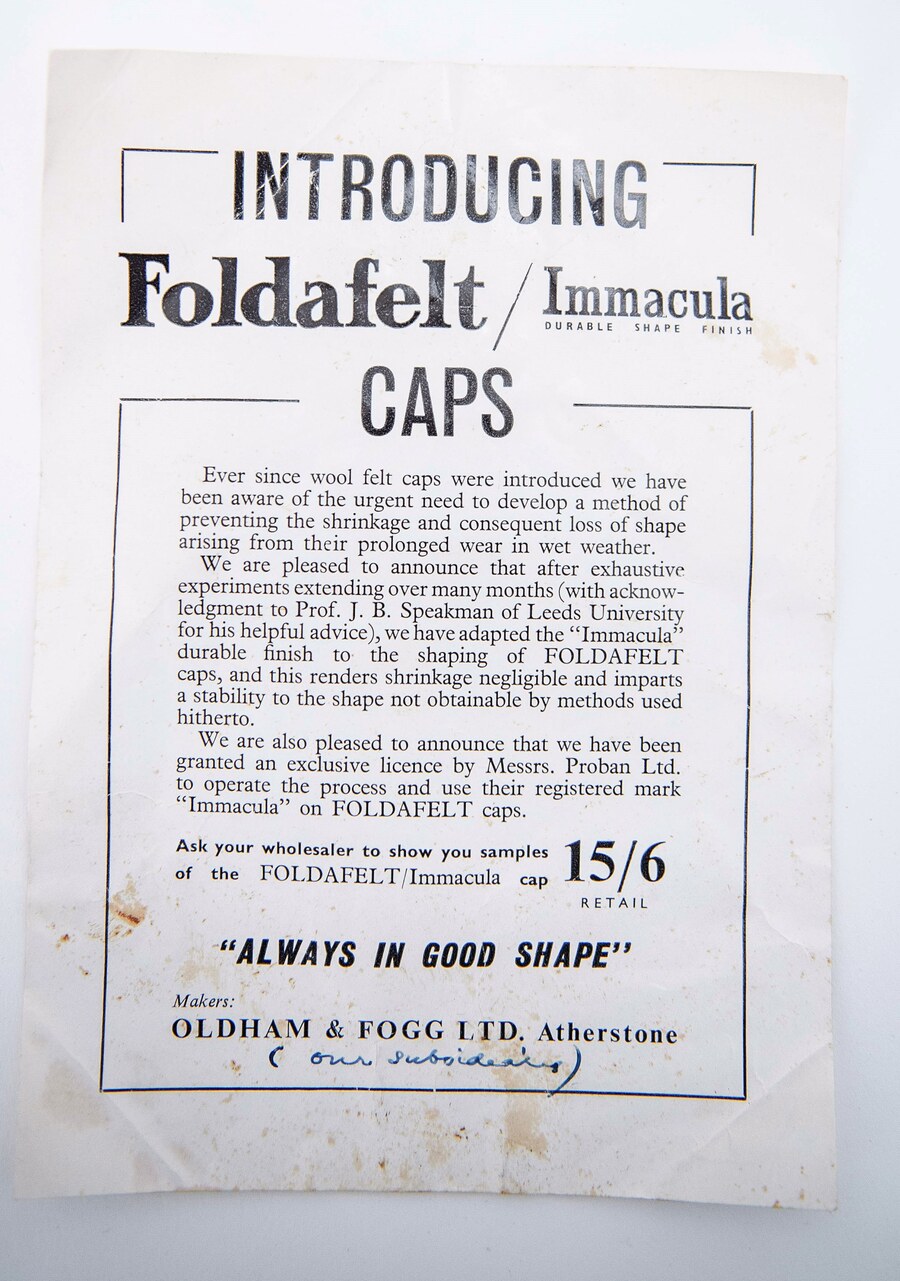 INTRODUCING
Foldafelt / Immacula
DURABLE SHAPE FINISH
CAPS
Ever since wool felt caps were introduced we have
been aware of the urgent need to develop a method of
preventing the shrinkage and consequent loss of shape
arising from their prolonged wear in wet weather.
We are pleased to announce that after exhaustive
experiments extending over many months (with acknow-
ledgment to Prof. J. B. Speakman of Leeds University
for his helpful advice), we have adapted the “Immacula”
durable finish to the shaping of FOLDAFELT
caps, and this renders shrinkage negligible and imparts
a stability to the shape not obtainable by methods used
hitherto.
We are also pleased to announce that we have been
granted an exclusive licence by Messrs. Proban Ltd.
to operate the process and use their registered mark
“Immacula” on FOLDAFELT caps.
Ask your wholesaler to show you samples
of the FOLDAFELT/Immacula cap
15/6
RETAIL
“ALWAYS IN GOOD SHAPE”
Makers:
OLDHAM & FOGG LTD. Atherstone
( our subsideairy )